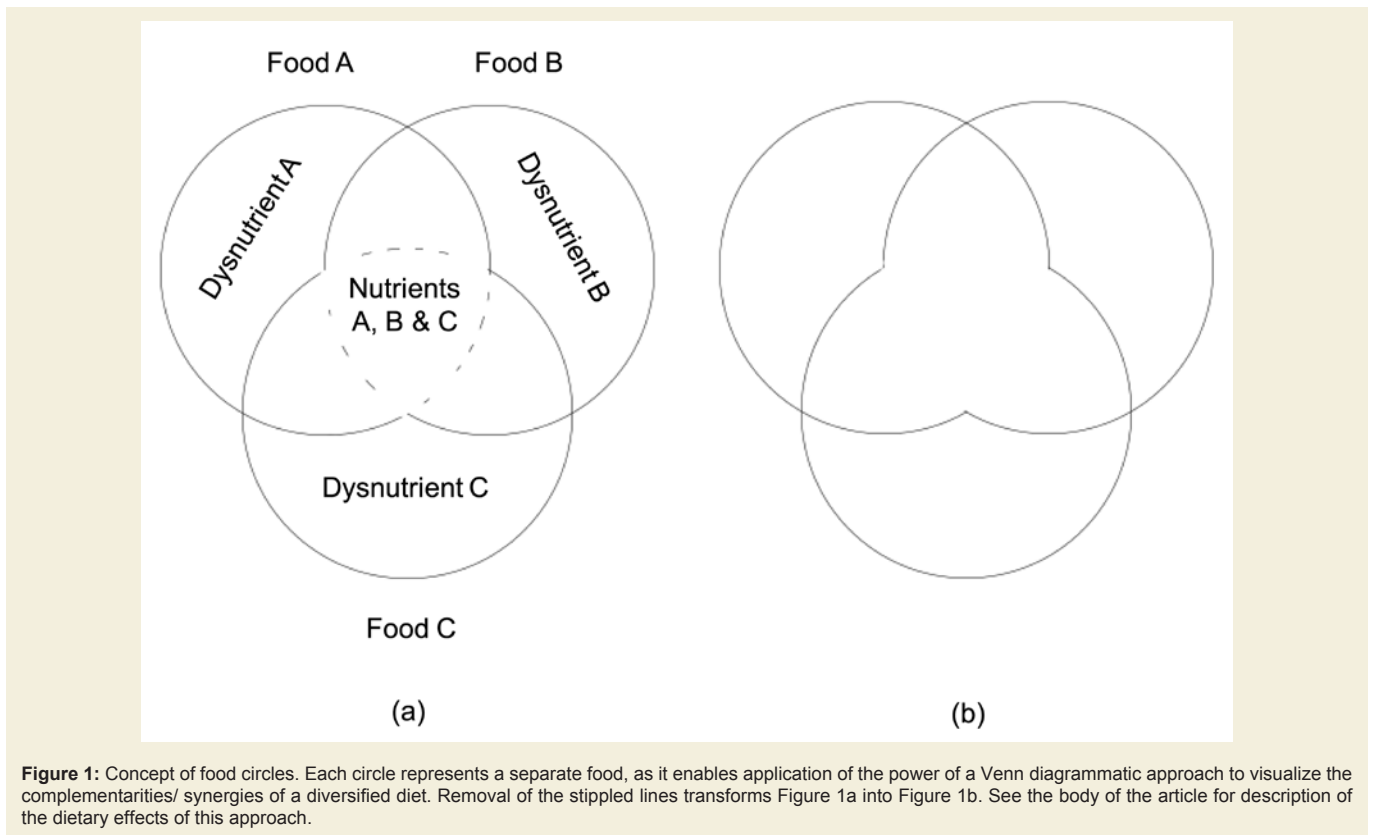 Food A
Food B
Dysnutrient A
Dysnutrient B
Nutrients
A, B & C
Dysnutrient C
Food C
(a)
(b)
Figure 1: Concept of food circles. Each circle represents a separate food, as it enables application of the power of a Venn diagrammatic approach to visualize the
complementarities/ synergies of a diversified diet. Removal of the stippled lines transforms Figure 1a into Figure 1b. See the body of the article for description of
the dietary effects of this approach.